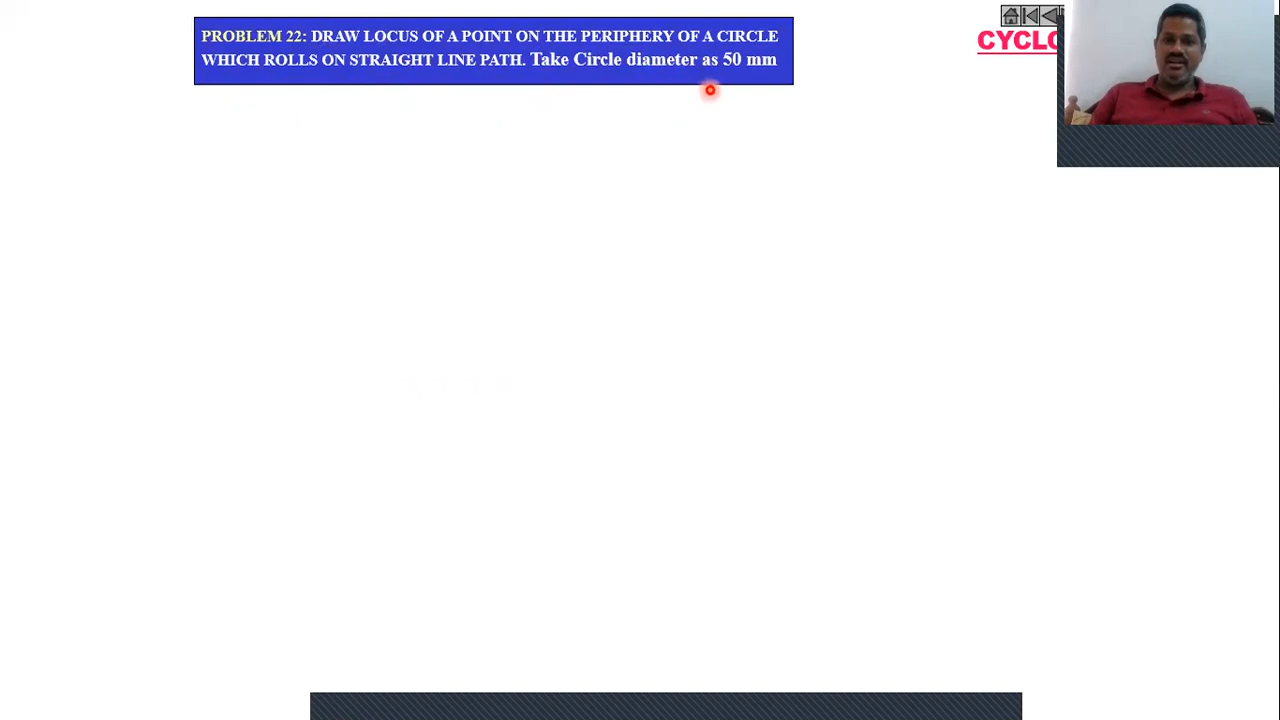 PROBLEM 22: DRAW LOCUS OF A POINT ON THE PERIPHERY OF A CIRCLE
WHICH ROLLS ON STRAIGHT LINE PATH. Take Circle diameter as 50 mm
CYCLO